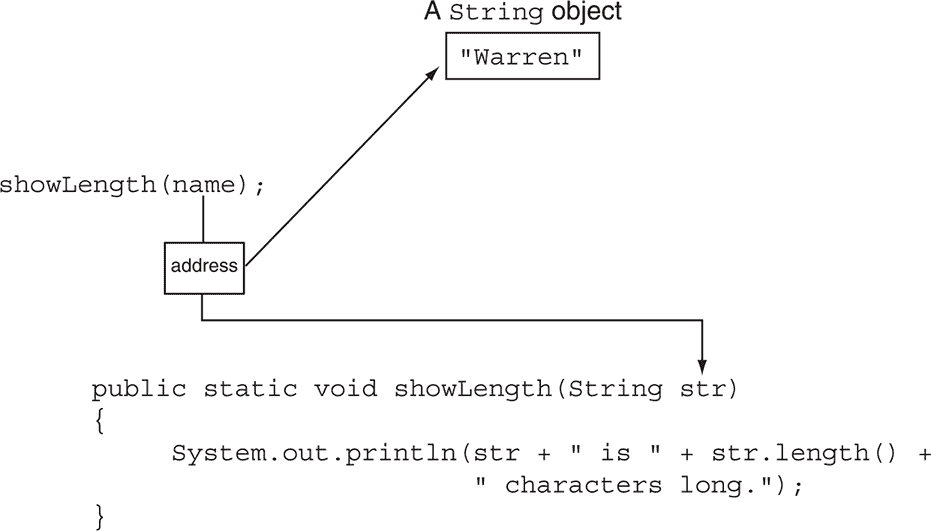 A String object
"Warren"
showLength(name);
address
public static void showLength(String str)
{
System.out.println(str + " is " + str.length() +
" characters long.");
}